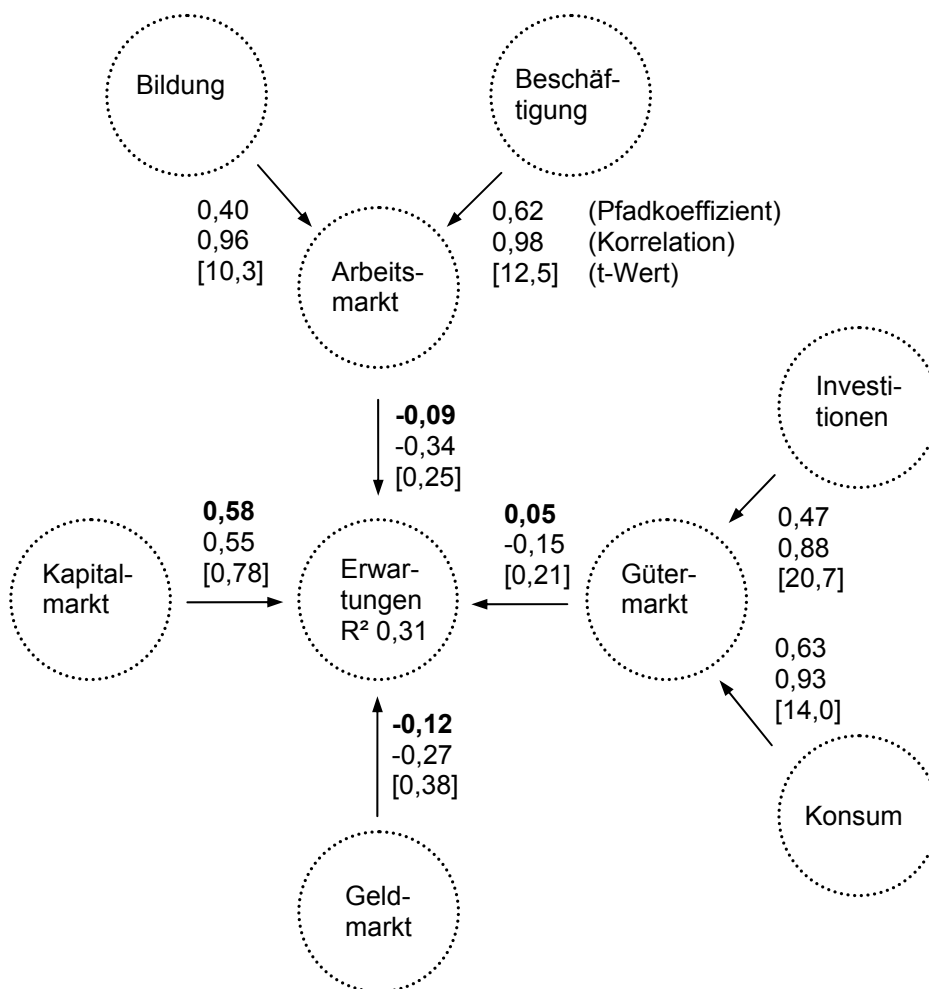 Bildung
Beschäf-
tigung
0,40
0,96
[10,3]
0,62 (Pfadkoeffizient)
0,98 (Korrelation)
[12,5] (t-Wert)
Arbeits-
markt
-0,09
-0,34
[0,25]
Investi-
tionen
0,47
0,88
[20,7]
Kapital-
markt
0,58
0,55
[0,78]
Erwar-
tungen
R² 0,31
0,05
-0,15
[0,21]
Güter-
markt
0,63
0,93
[14,0]
Konsum
-0,12
-0,27
[0,38]
Geld-
markt